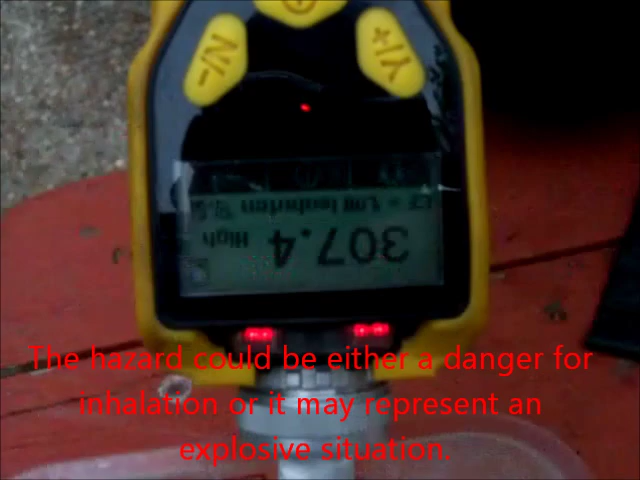 N/-
Y/+
307.4 High
The hazard could be either a danger for
inhalation or it may represent an
explosive situation.